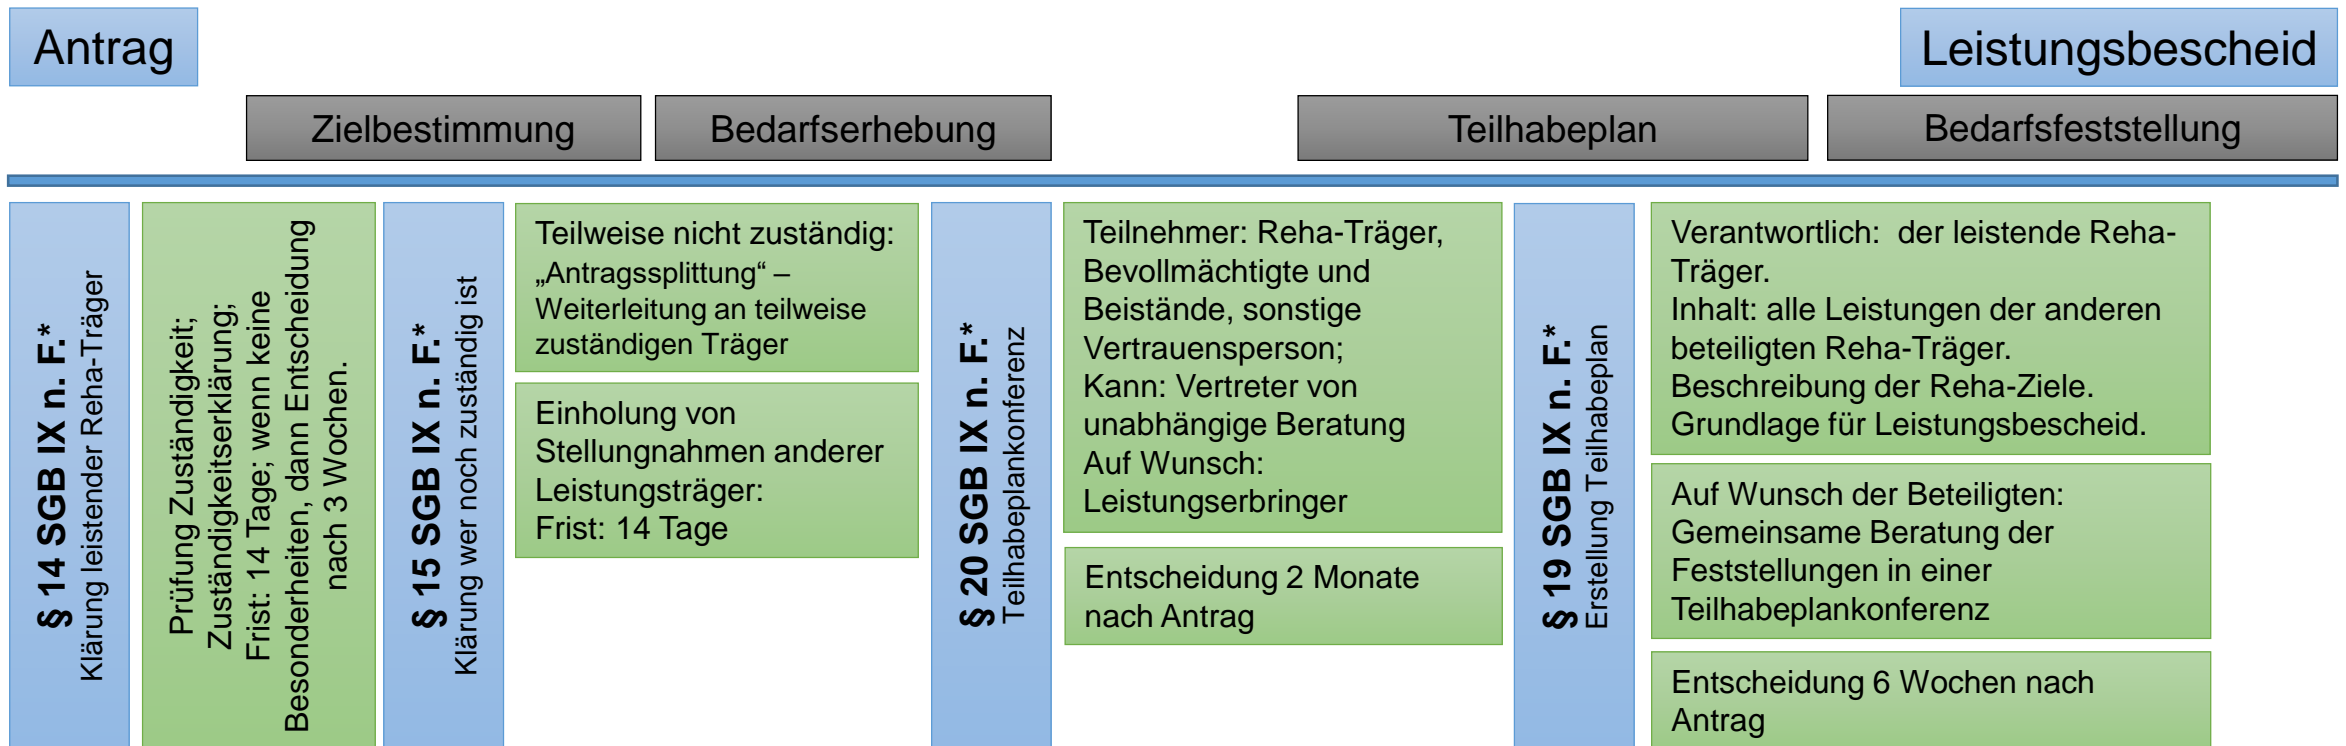 Antrag
Leistungsbescheid
Zielbestimmung
Bedarfserhebung
Teilhabeplan
Bedarfsfeststellung
§ 14 SGB IX n. F.*
Klärung leistender Reha-Träger
Prüfung Zuständigkeit;
Zuständigkeitserklärung;
Frist: 14 Tage; wenn keine
Besonderheiten, dann Entscheidung
nach 3 Wochen.
§ 15 SGB IX n. F.*
Klärung wer noch zuständig ist
Teilweise nicht zuständig:
„Antragssplittung“ –
Weiterleitung an teilweise
zuständigen Träger
Einholung von
Stellungnahmen anderer
Leistungsträger:
Frist: 14 Tage
§ 20 SGB IX n. F.*
Teilhabeplankonferenz
Teilnehmer: Reha-Träger,
Bevollmächtigte und
Beistände, sonstige
Vertrauensperson;
Kann: Vertreter von
unabhängige Beratung
Auf Wunsch:
Leistungserbringer
Entscheidung 2 Monate
nach Antrag
§ 19 SGB IX n. F.*
Erstellung Teilhabeplan
Verantwortlich:  der leistende Reha-
Träger.
Inhalt: alle Leistungen der anderen
beteiligten Reha-Träger.
Beschreibung der Reha-Ziele.
Grundlage für Leistungsbescheid.
Auf Wunsch der Beteiligten:
Gemeinsame Beratung der
Feststellungen in einer
Teilhabeplankonferenz
Entscheidung 6 Wochen nach
Antrag